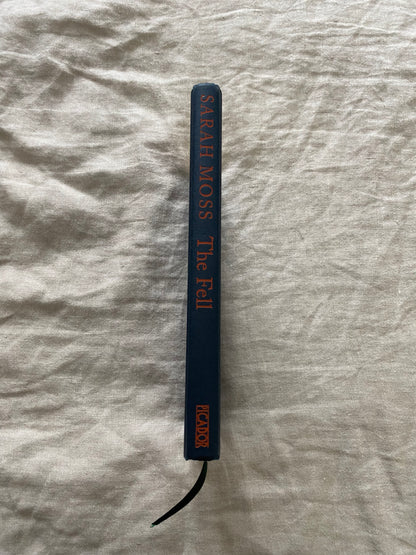 SARAH MOSS The Fell
PICADOR